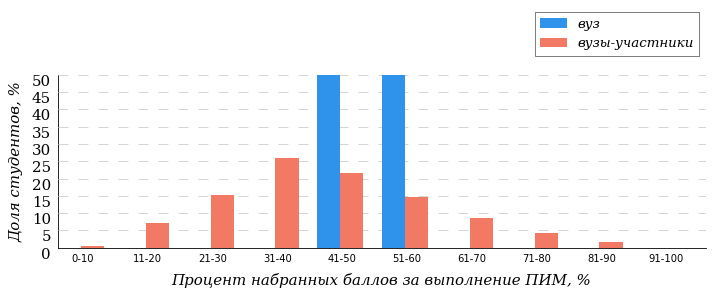 вуз
вузы-участники
50
45
40
35
30
25
20
15
10
5
0
Доля студентов, %
0-10 11-20 21-30 31-40 41-50 51-60 61-70 71-80 81-90 91-100
Процент набранных баллов за выполнение ПИМ, %